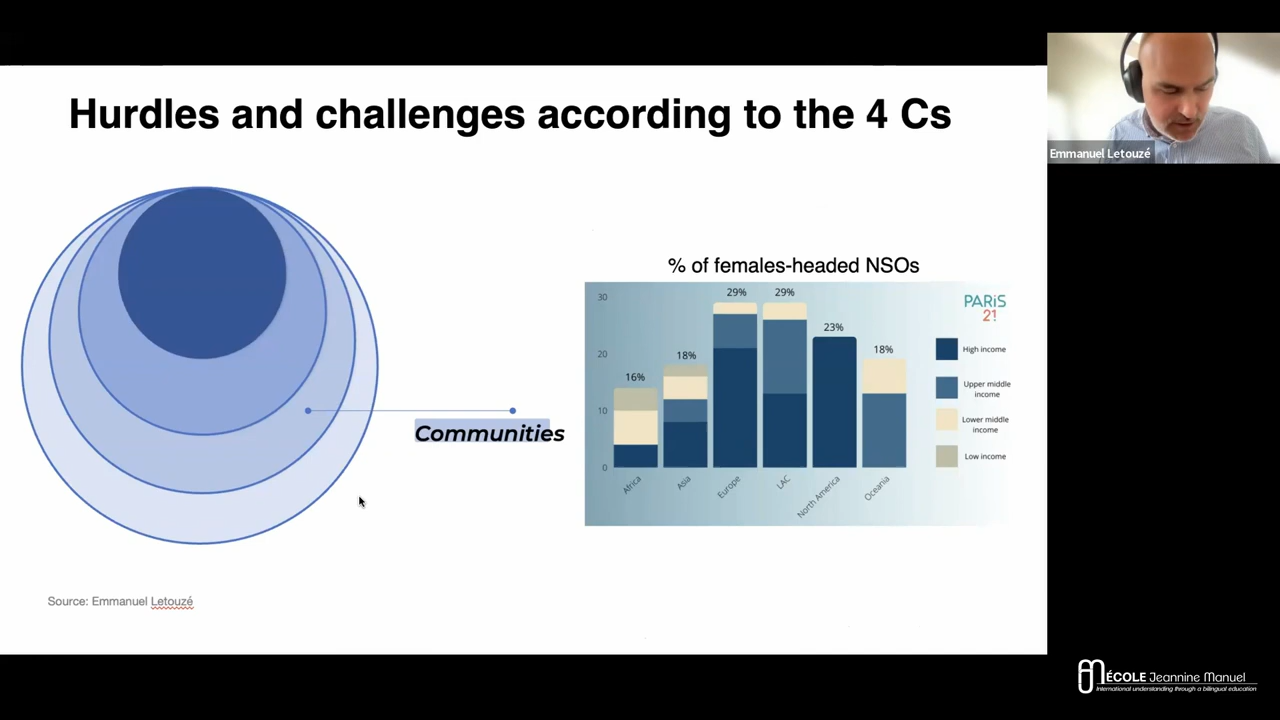 Hurdles and challenges according to the 4 Cs
Emmanuel Letouzé
% of females-headed NSOs
Communities
30
20
10
0
16%
18%
29%
29%
23%
18%
Africa
Asia
Europe
LAC
North America
Oceania
PARiS
21
High income
Upper middle
income
Lower middle
income
Low income
Source: Emmanuel Letouzé
ÉCOLE Jeannine Manuel
International understanding through a bilingual education